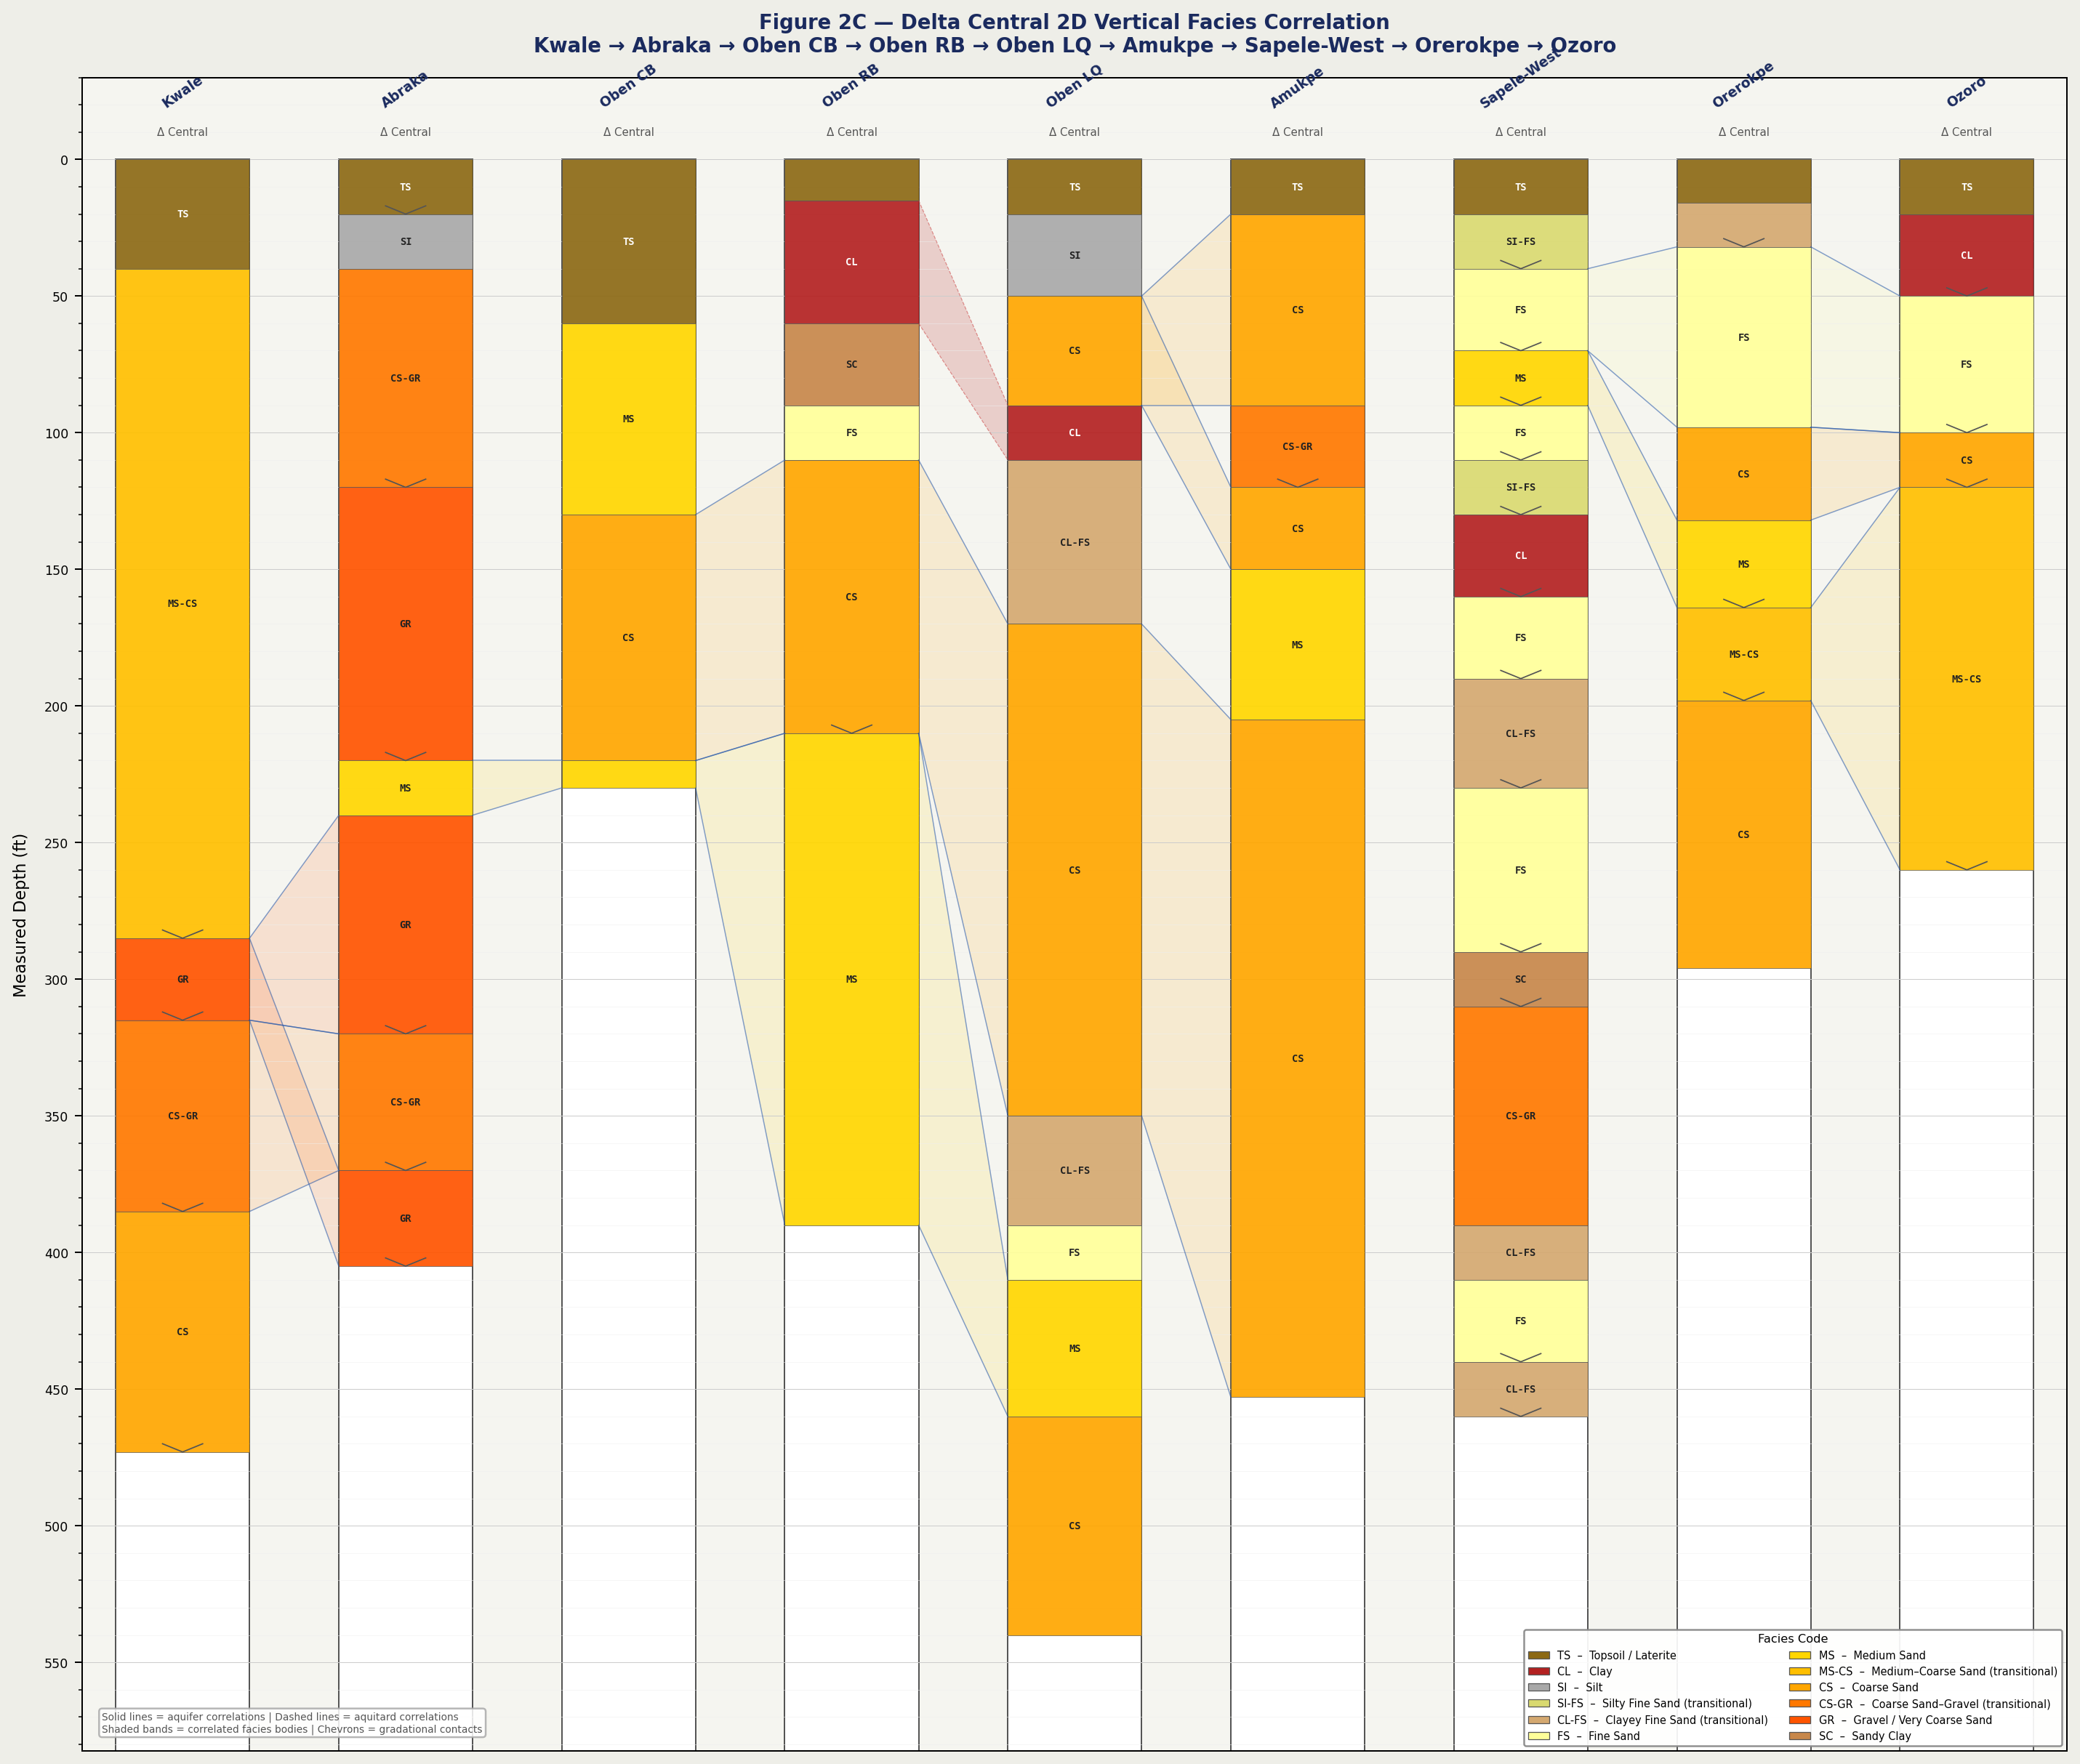 Figure 2C — Delta Central 2D Vertical Facies Correlation
Kwale → Abraka → Oben CB → Oben RB → Oben LQ → Amukpe → Sapele-West → Orerokpe → Ozoro
Kwale
Abraka
Oben CB
Oben RB
Oben LQ
Amukpe
Sapele-West
Orerokpe
Ozoro
Δ Central
Δ Central
Δ Central
Δ Central
Δ Central
Δ Central
Δ Central
Δ Central
Δ Central
Measured Depth (ft)
0
50
100
150
200
250
300
350
400
450
500
550
TS
MS-CS
GR
CS-GR
CS
TS
SI
CS-GR
GR
MS
GR
CS-GR
GR
TS
MS
CS
CL
SC
FS
CS
MS
TS
SI
CS
CL
CL-FS
CS
CL-FS
FS
MS
CS
TS
CS
CS-GR
CS
MS
CS
TS
SI-FS
FS
MS
FS
SI-FS
CL
FS
CL-FS
FS
SC
CS-GR
CL-FS
FS
CL-FS
FS
CS
MS
MS-CS
CS
TS
CL
FS
CS
MS-CS
Solid lines = aquifer correlations | Dashed lines = aquitard correlations
Shaded bands = correlated facies bodies | Chevrons = gradational contacts
Facies Code
TS – Topsoil / Laterite
CL – Clay
SI – Silt
SI-FS – Silty Fine Sand (transitional)
CL-FS – Clayey Fine Sand (transitional)
FS – Fine Sand
MS – Medium Sand
MS-CS – Medium–Coarse Sand (transitional)
CS – Coarse Sand
CS-GR – Coarse Sand–Gravel (transitional)
GR – Gravel / Very Coarse Sand
SC – Sandy Clay